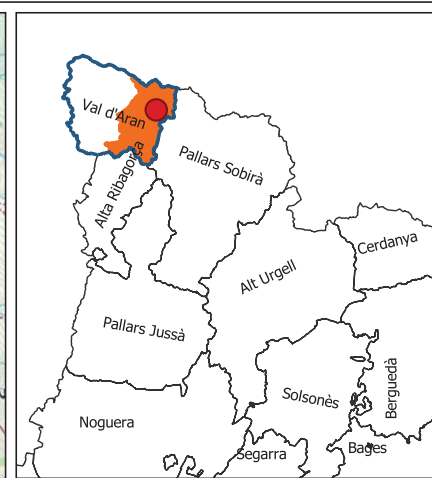 Val d'Aran
Pallars Sobirà
Alta Ribagorça
Cerdanya
Alt Urgell
Pallars Jussà
Berguedà
Solsonès
Noguera
Bages
Segarra